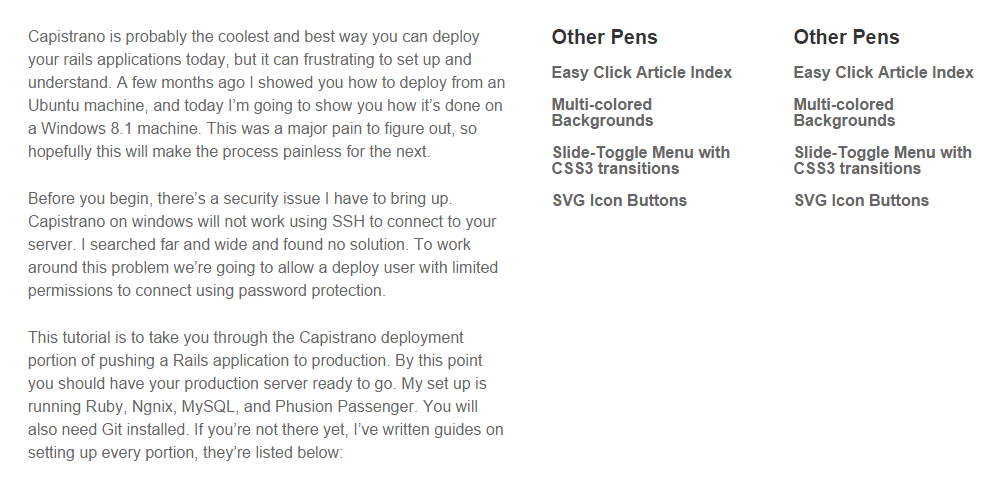 Capistrano is probably the coolest and best way you can deploy
your rails applications today, but it can frustrating to set up and
understand. A few months ago I showed you how to deploy from an
Ubuntu machine, and today I’m going to show you how it’s done on
a Windows 8.1 machine. This was a major pain to figure out, so
hopefully this will make the process painless for the next.
Before you begin, there’s a security issue I have to bring up.
Capistrano on windows will not work using SSH to connect to your
server. I searched far and wide and found no solution. To work
around this problem we’re going to allow a deploy user with limited
permissions to connect using password protection.
This tutorial is to take you through the Capistrano deployment
portion of pushing a Rails application to production. By this point
you should have your production server ready to go. My set up is
running Ruby, Ngnix, MySQL, and Phusion Passenger. You will
also need Git installed. If you’re not there yet, I’ve written guides on
setting up every portion, they’re listed below:
Other Pens
Easy Click Article Index
Multi-colored
Backgrounds
Slide-Toggle Menu with
CSS3 transitions
SVG Icon Buttons
Other Pens
Easy Click Article Index
Multi-colored
Backgrounds
Slide-Toggle Menu with
CSS3 transitions
SVG Icon Buttons